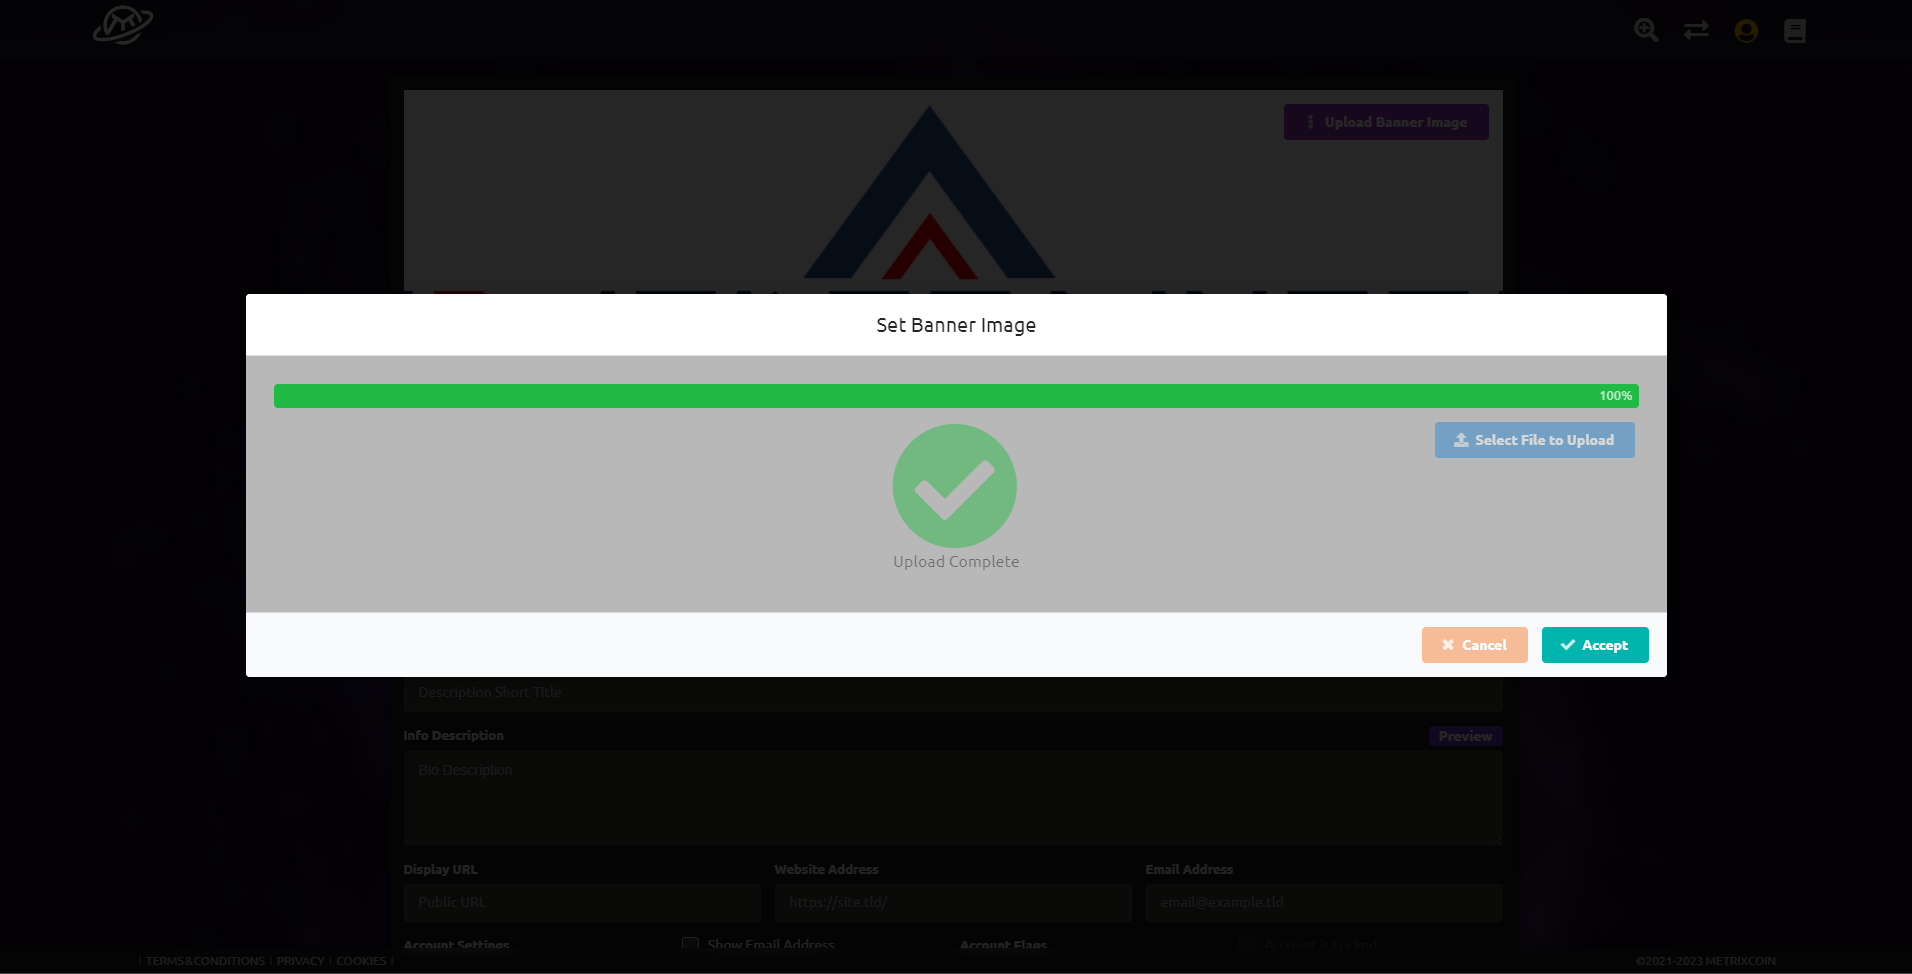 Upload Banner Image
Set Banner Image
100%
Select File to Upload
Upload Complete
Cancel
Accept
Description Short Title
Info Description
Preview
Bio Description
Display URL
Website Address
Email Address
Public URL
https://site.tld/
email@example.tld
Account Settings
Show Email Address
Account Flags
Account is Locked
| TERMS&CONDITIONS | PRIVACY | COOKIES |
©2021-2023 METRIXCOIN